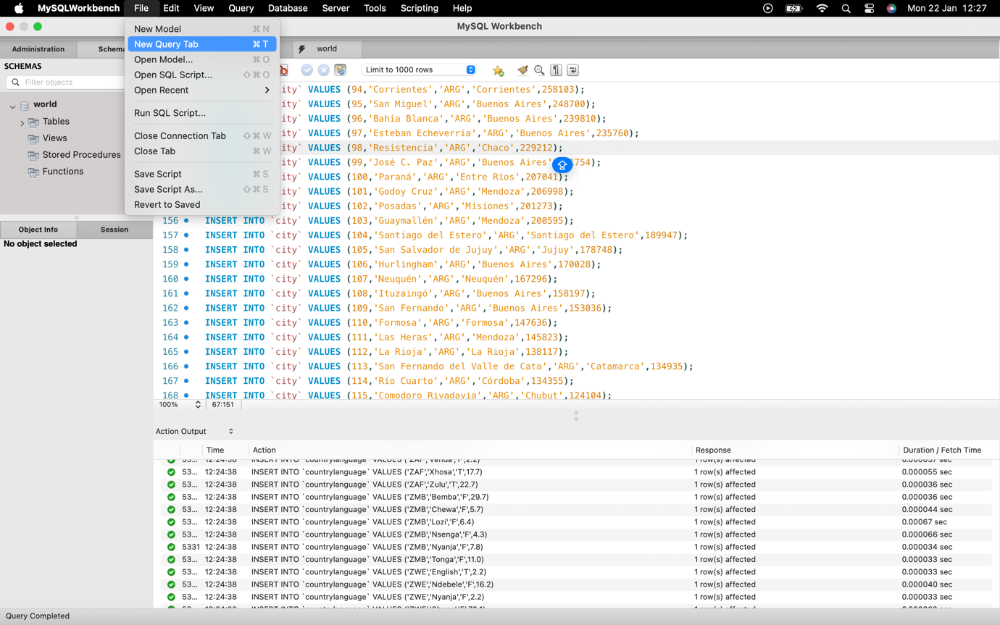 MySQLWorkbench File Edit View Query Database Server Tools Scripting Help Mon 22 Jan 12:27
MySQL Workbench
Administration Schema world
SCHEMAS
Filter objects
world
Tables
Views
Stored Procedures
Functions
New Model ⌘ N
New Query Tab ⌘ T
Open Model... ⌘ O
Open SQL Script... ⇧ ⌘ O
Open Recent
Run SQL Script...
Close Connection Tab ⇧ ⌘ W
Close Tab ⌘ W
Save Script ⌘ S
Save Script As... ⇧ ⌘ S
Revert to Saved
Limit to 1000 rows
ity` VALUES (94,'Corrientes','ARG','Corrientes',258103);
ity` VALUES (95,'San Miguel','ARG','Buenos Aires',248700);
ity` VALUES (96,'Bahía Blanca','ARG','Buenos Aires',239810);
ity` VALUES (97,'Esteban Echeverría','ARG','Buenos Aires',235760);
ity` VALUES (98,'Resistencia','ARG','Chaco',229212);
ity` VALUES (99,'José C. Paz','ARG','Buenos Aires' 1754);
ity` VALUES (100,'Paraná','ARG','Entre Rios',207041);
ity` VALUES (101,'Godoy Cruz','ARG','Mendoza',206998);
ity` VALUES (102,'Posadas','ARG','Misiones',201273);
156 INSERT INTO `city` VALUES (103,'Guaymallén','ARG','Mendoza',200595);
157 INSERT INTO `city` VALUES (104,'Santiago del Estero','ARG','Santiago del Estero',189947);
158 INSERT INTO `city` VALUES (105,'San Salvador de Jujuy','ARG','Jujuy',178748);
159 INSERT INTO `city` VALUES (106,'Hurlingham','ARG','Buenos Aires',170028);
160 INSERT INTO `city` VALUES (107,'Neuquén','ARG','Neuquén',167296);
161 INSERT INTO `city` VALUES (108,'Ituzaingó','ARG','Buenos Aires',158197);
162 INSERT INTO `city` VALUES (109,'San Fernando','ARG','Buenos Aires',153036);
163 INSERT INTO `city` VALUES (110,'Formosa','ARG','Formosa',147636);
164 INSERT INTO `city` VALUES (111,'Las Heras','ARG','Mendoza',145823);
165 INSERT INTO `city` VALUES (112,'La Rioja','ARG','La Rioja',138117);
166 INSERT INTO `city` VALUES (113,'San Fernando del Valle de Cata','ARG','Catamarca',134935);
167 INSERT INTO `city` VALUES (114,'Río Cuarto','ARG','Córdoba',134355);
168 INSERT INTO `city` VALUES (115,'Comodoro Rivadavia','ARG','Chubut',124104);
Object Info Session
No object selected
100% 67:151
Action Output
Time Action Response Duration / Fetch Time
53... 12:24:38 INSERT INTO `countrylanguage` VALUES ('ZAF','Venda','F',2.2) 1 row(s) affected 0.000037 sec
53... 12:24:38 INSERT INTO `countrylanguage` VALUES ('ZAF','Xhosa','T',17.7) 1 row(s) affected 0.000055 sec
53... 12:24:38 INSERT INTO `countrylanguage` VALUES ('ZAF','Zulu','T',22.7) 1 row(s) affected 0.000036 sec
53... 12:24:38 INSERT INTO `countrylanguage` VALUES ('ZMB','Bemba','F',29.7) 1 row(s) affected 0.000036 sec
53... 12:24:38 INSERT INTO `countrylanguage` VALUES ('ZMB','Chewa','F',5.7) 1 row(s) affected 0.000044 sec
53... 12:24:38 INSERT INTO `countrylanguage` VALUES ('ZMB','Lozi','F',6.4) 1 row(s) affected 0.00067 sec
53... 12:24:38 INSERT INTO `countrylanguage` VALUES ('ZMB','Nsenga','F',4.3) 1 row(s) affected 0.000066 sec
5331 12:24:38 INSERT INTO `countrylanguage` VALUES ('ZMB','Nyanja','F',7.8) 1 row(s) affected 0.000034 sec
53... 12:24:38 INSERT INTO `countrylanguage` VALUES ('ZMB','Tonga','F',11.0) 1 row(s) affected 0.000033 sec
53... 12:24:38 INSERT INTO `countrylanguage` VALUES ('ZWE','English','T',2.2) 1 row(s) affected 0.000033 sec
53... 12:24:38 INSERT INTO `countrylanguage` VALUES ('ZWE','Ndebele','F',16.2) 1 row(s) affected 0.000040 sec
53... 12:24:38 INSERT INTO `countrylanguage` VALUES ('ZWE','Nyanja','F',2.2) 1 row(s) affected 0.000033 sec
Query Completed